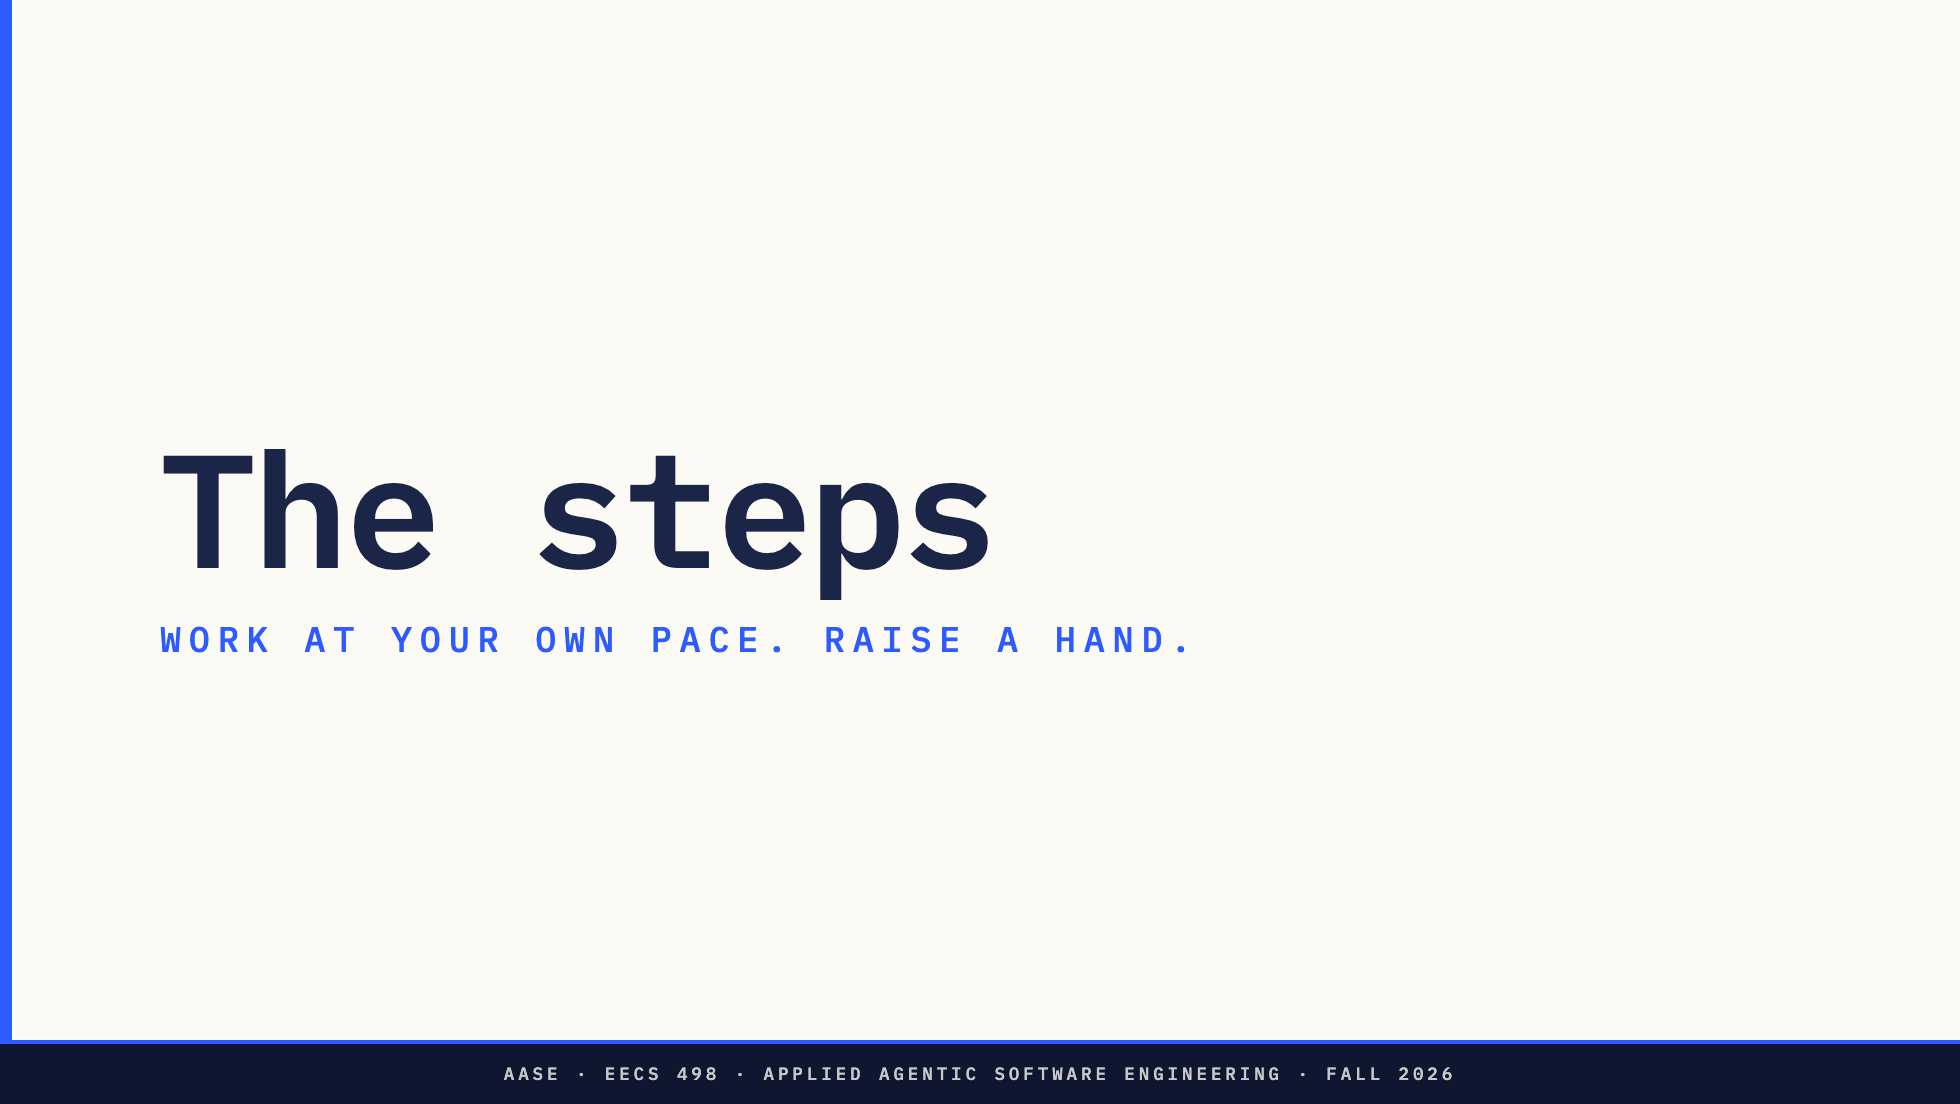 The steps
WORK AT YOUR OWN PACE. RAISE A HAND.
AASE · EECS 498 · APPLIED AGENTIC SOFTWARE ENGINEERING · FALL 2026